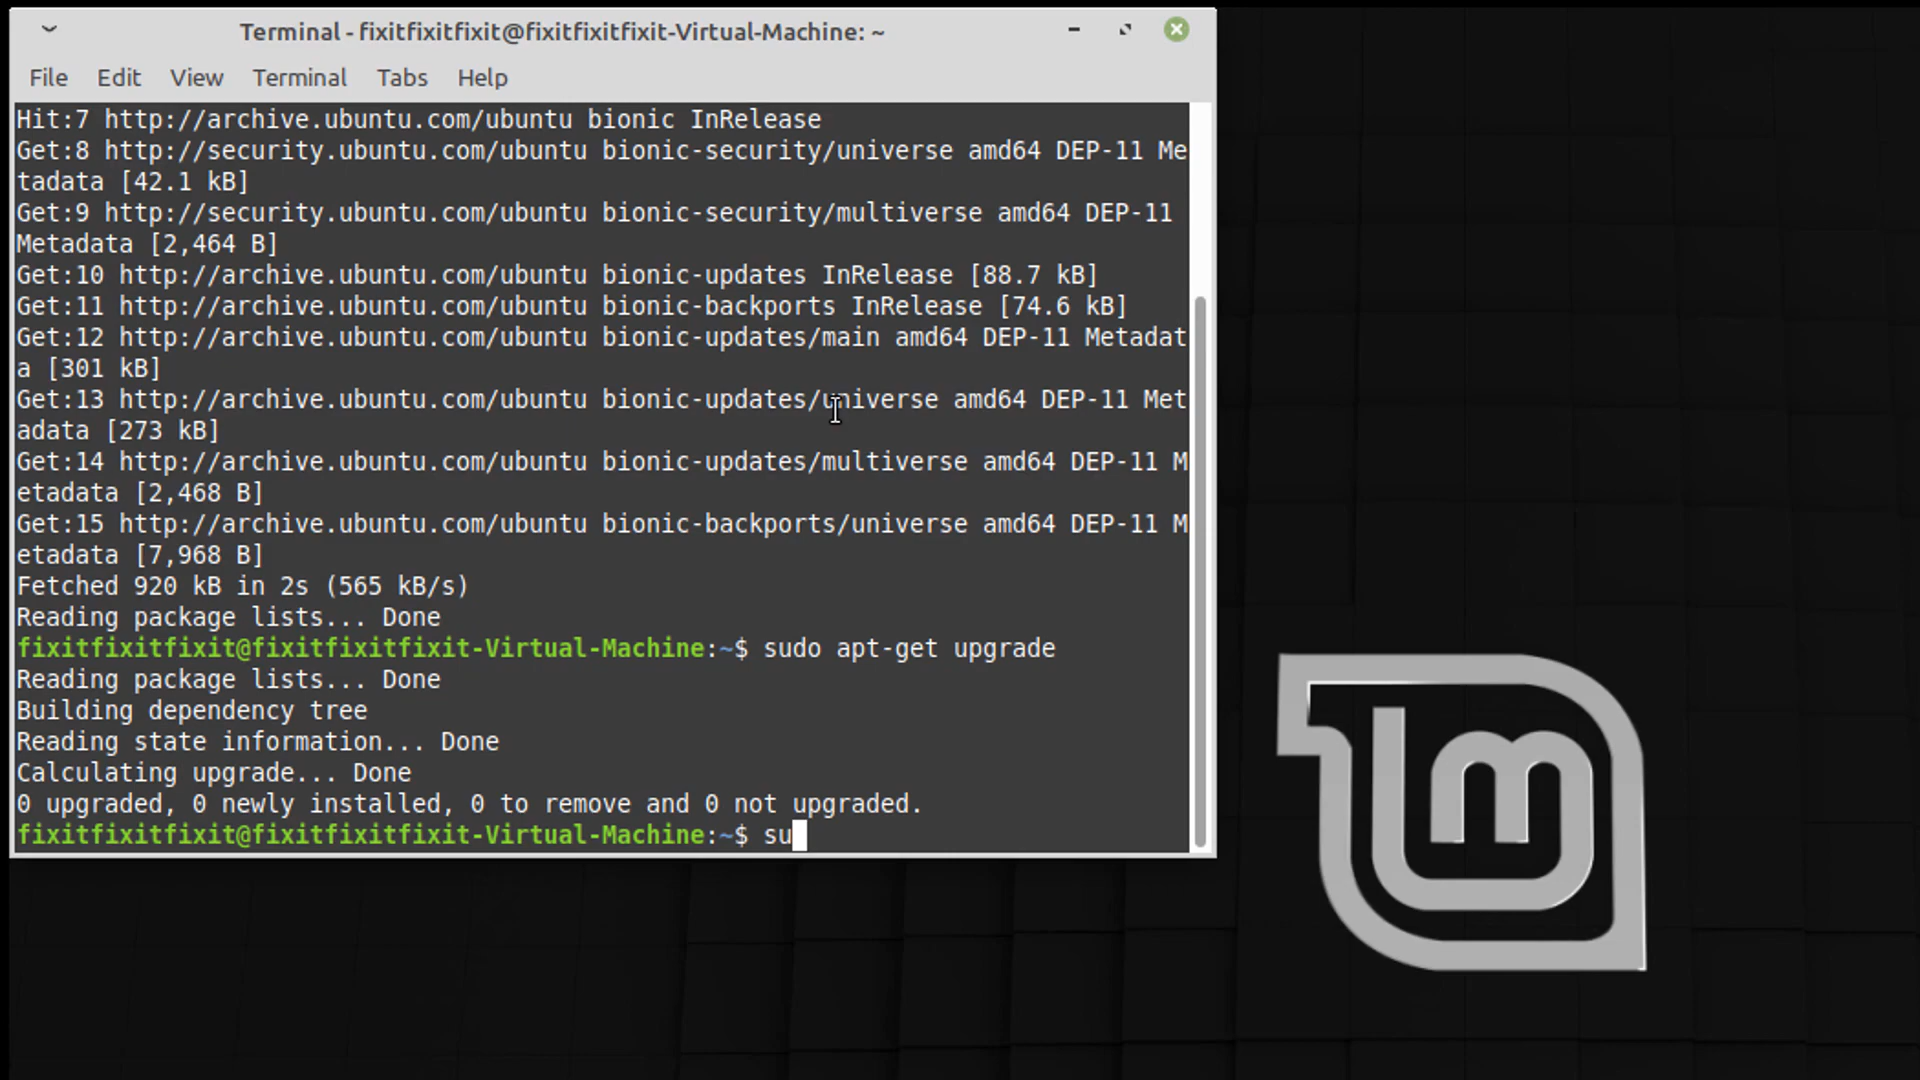 Terminal - fixitfixitfixit@fixitfixitfixit-Virtual-Machine: ~
File Edit View Terminal Tabs Help
Hit:7 http://archive.ubuntu.com/ubuntu bionic InRelease
Get:8 http://security.ubuntu.com/ubuntu bionic-security/universe amd64 DEP-11 Me
tadata [42.1 kB]
Get:9 http://security.ubuntu.com/ubuntu bionic-security/multiverse amd64 DEP-11
Metadata [2,464 B]
Get:10 http://archive.ubuntu.com/ubuntu bionic-updates InRelease [88.7 kB]
Get:11 http://archive.ubuntu.com/ubuntu bionic-backports InRelease [74.6 kB]
Get:12 http://archive.ubuntu.com/ubuntu bionic-updates/main amd64 DEP-11 Metadat
a [301 kB]
Get:13 http://archive.ubuntu.com/ubuntu bionic-updates/universe amd64 DEP-11 Met
adata [273 kB]
Get:14 http://archive.ubuntu.com/ubuntu bionic-updates/multiverse amd64 DEP-11 M
etadata [2,468 B]
Get:15 http://archive.ubuntu.com/ubuntu bionic-backports/universe amd64 DEP-11 M
etadata [7,968 B]
Fetched 920 kB in 2s (565 kB/s)
Reading package lists... Done
fixitfixitfixit@fixitfixitfixit-Virtual-Machine:~$ sudo apt-get upgrade
Reading package lists... Done
Building dependency tree
Reading state information... Done
Calculating upgrade... Done
0 upgraded, 0 newly installed, 0 to remove and 0 not upgraded.
fixitfixitfixit@fixitfixitfixit-Virtual-Machine:~$ su